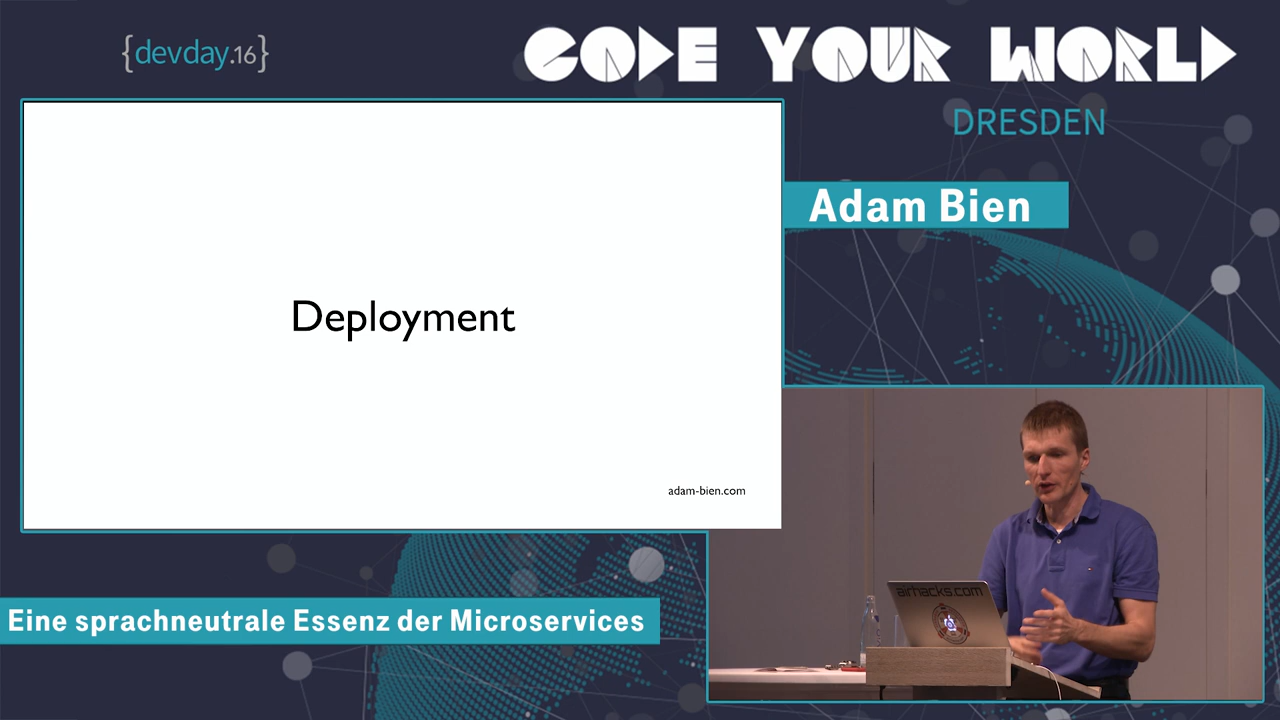 {devday.16}
CODE YOUR WORLD
DRESDEN
Adam Bien
Deployment
adam-bien.com
Eine sprachneutrale Essenz der Microservices
airhacks.com